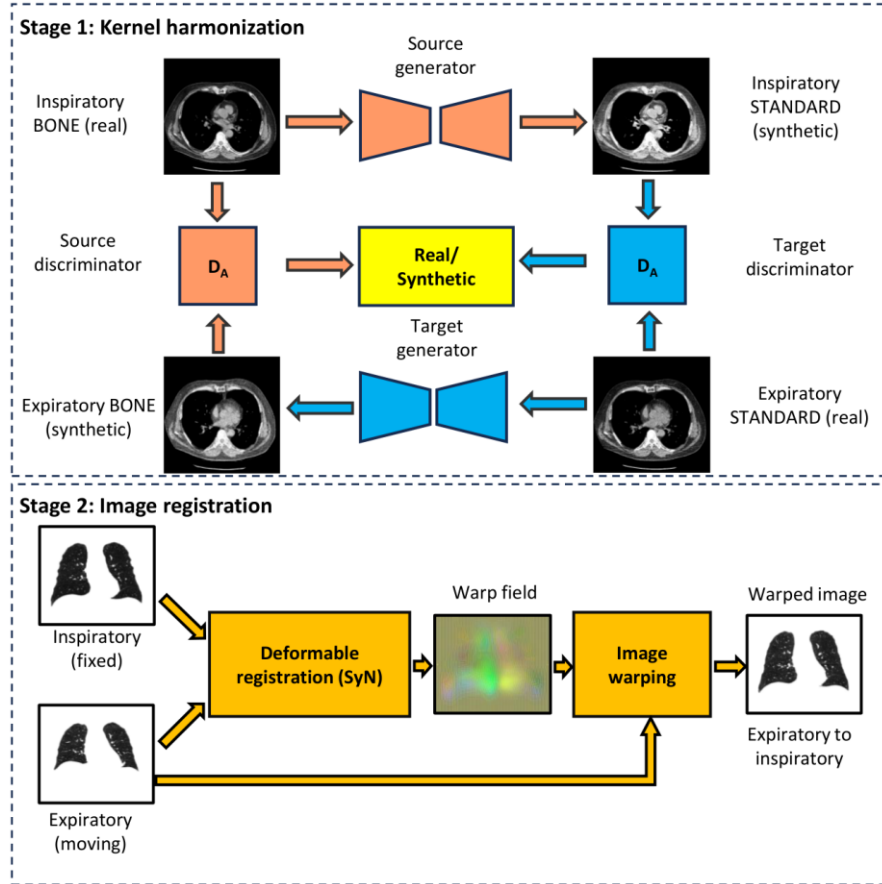 Stage 1: Kernel harmonization
Source
generator
Inspiratory
BONE (real)
Inspiratory
STANDARD
(synthetic)
Source
discriminator
D_A
Real/
Synthetic
D_A
Target
discriminator
Target
generator
Expiratory BONE
(synthetic)
Expiratory
STANDARD (real)
Stage 2: Image registration
Inspiratory
(fixed)
Deformable
registration (SyN)
Warp field
Image
warping
Warped image
Expiratory to
inspiratory
Expiratory
(moving)